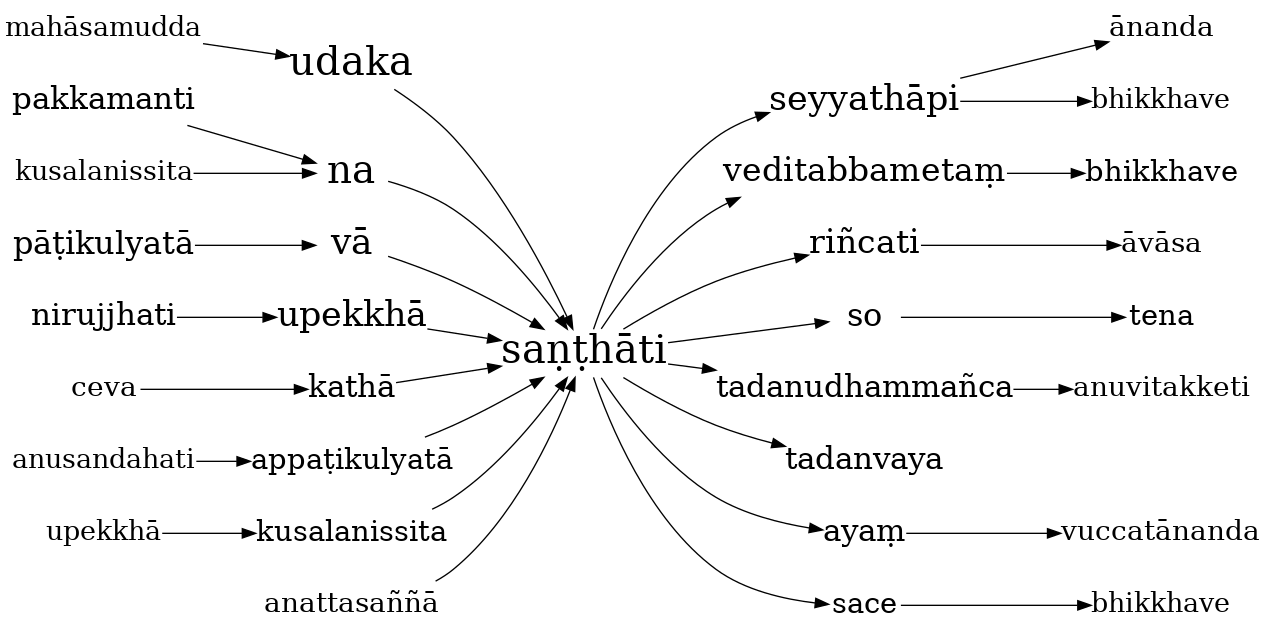 mahāsamudda
udaka
ānanda
pakkamanti
seyyathāpi
bhikkhave
kusalanissita
na
veditabbametaṃ
bhikkhave
pāṭikulyatā
vā
riñcati
āvāsa
nirujjhati
upekkhā
so
tena
saṇṭhāti
ceva
kathā
tadanudhammañca
anuvitakketi
anusandahati
appaṭikulyatā
tadanvaya
upekkhā
kusalanissita
ayaṃ
vuccatānanda
anattasaññā
sace
bhikkhave